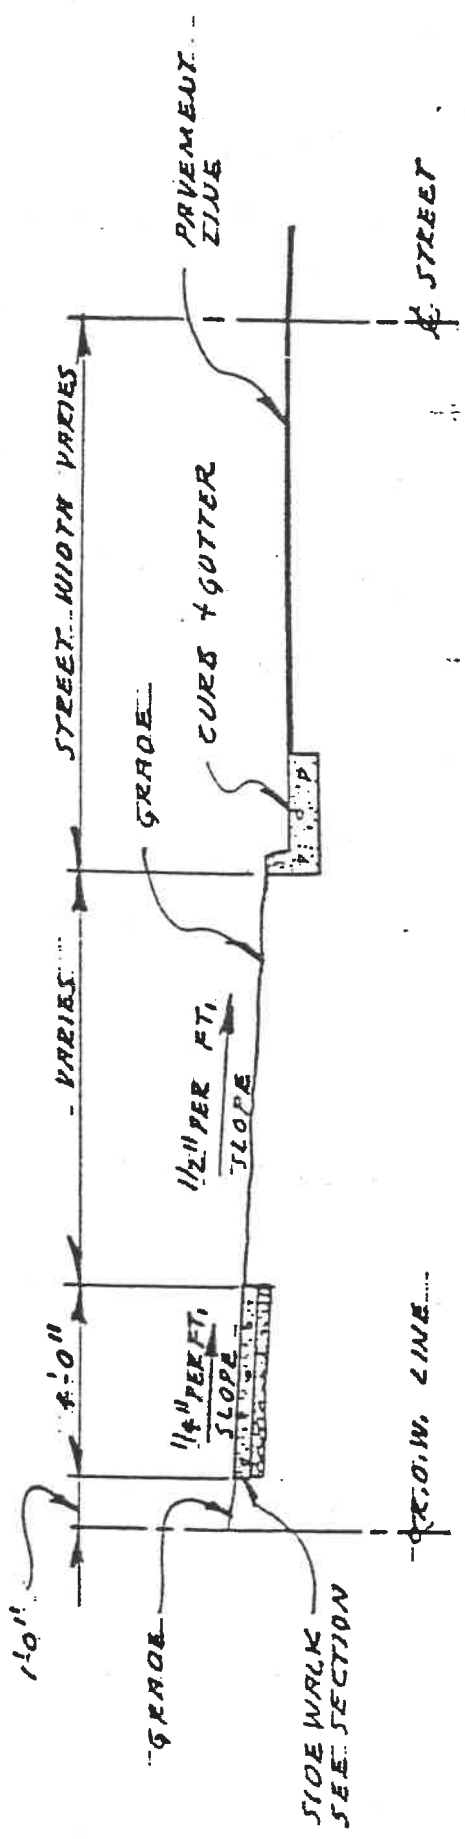 1'-0"
4'-0"
VARIES
STREET WIDTH VARIES
1/4" PER FT.
SLOPE
1/2" PER FT.
SLOPE
GRADE
CURB & GUTTER
PAVEMENT
LINE
GRADE
SIDEWALK
SEE SECTION
R.O.W. LINE
℄ STREET